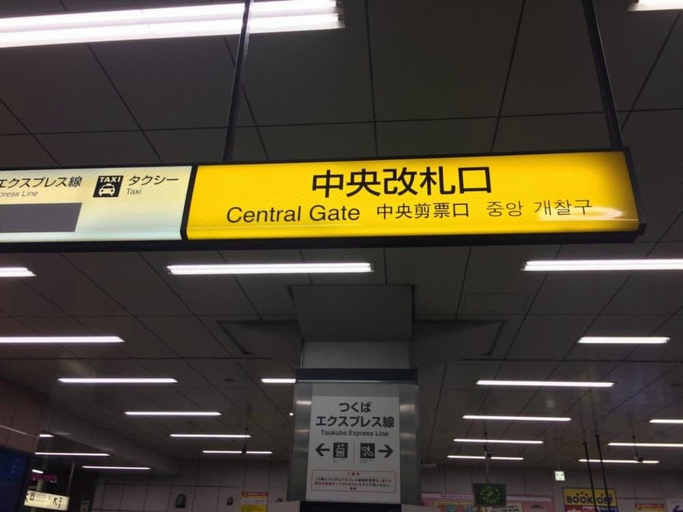 エクスプレス線
press Line
TAXI
タクシー
Taxi
中央改札口
Central Gate 中央剪票口 중앙 개찰구
つくば
エクスプレス線
Tsukuba Express Line
BOOK OFF